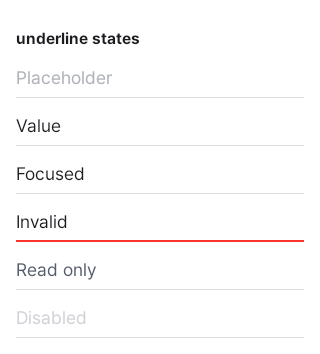 underline states
Placeholder
Value
Focused
Invalid
Read only
Disabled